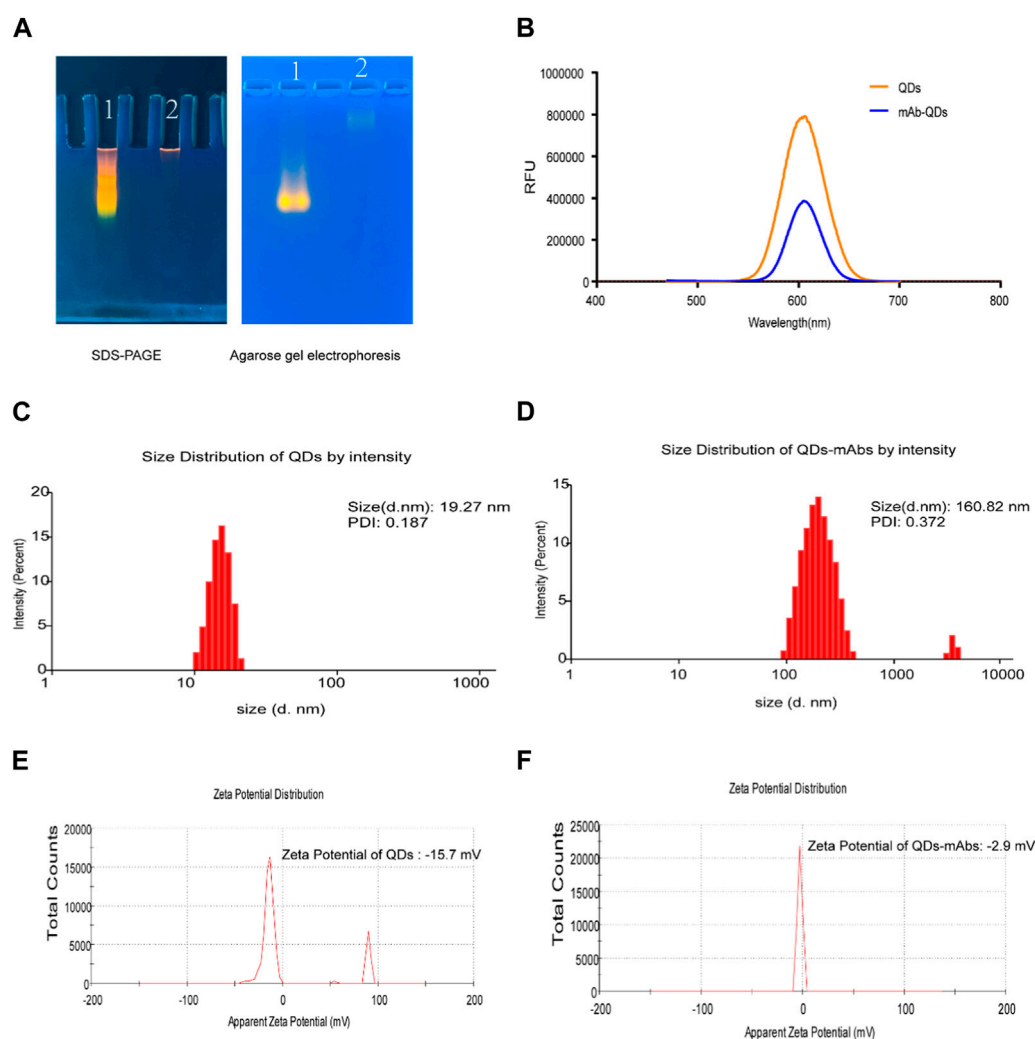 A
1 2
1 2
SDS-PAGE
Agarose gel electrophoresis
B
1000000
800000
600000
400000
200000
0
RFU
QDs
mAb-QDs
400 500 600 700 800
Wavelength(nm)
C
Size Distribution of QDs by intensity
Size(d.nm): 19.27 nm
PDI: 0.187
20
15
10
5
0
Intensity (Percent)
1 10 100 1000
size (d. nm)
D
Size Distribution of QDs-mAbs by intensity
Size(d.nm): 160.82 nm
PDI: 0.372
15
10
5
0
Intensity (Percent)
1 10 100 1000 10000
size (d. nm)
E
Zeta Potential Distribution
Zeta Potential of QDs : -15.7 mV
20000
15000
10000
5000
0
Total Counts
-200 -100 0 100 200
Apparent Zeta Potential (mV)
F
Zeta Potential Distribution
Zeta Potential of QDs-mAbs: -2.9 mV
25000
20000
15000
10000
5000
0
Total Counts
-200 -100 0 100 200
Apparent Zeta Potential (mV)